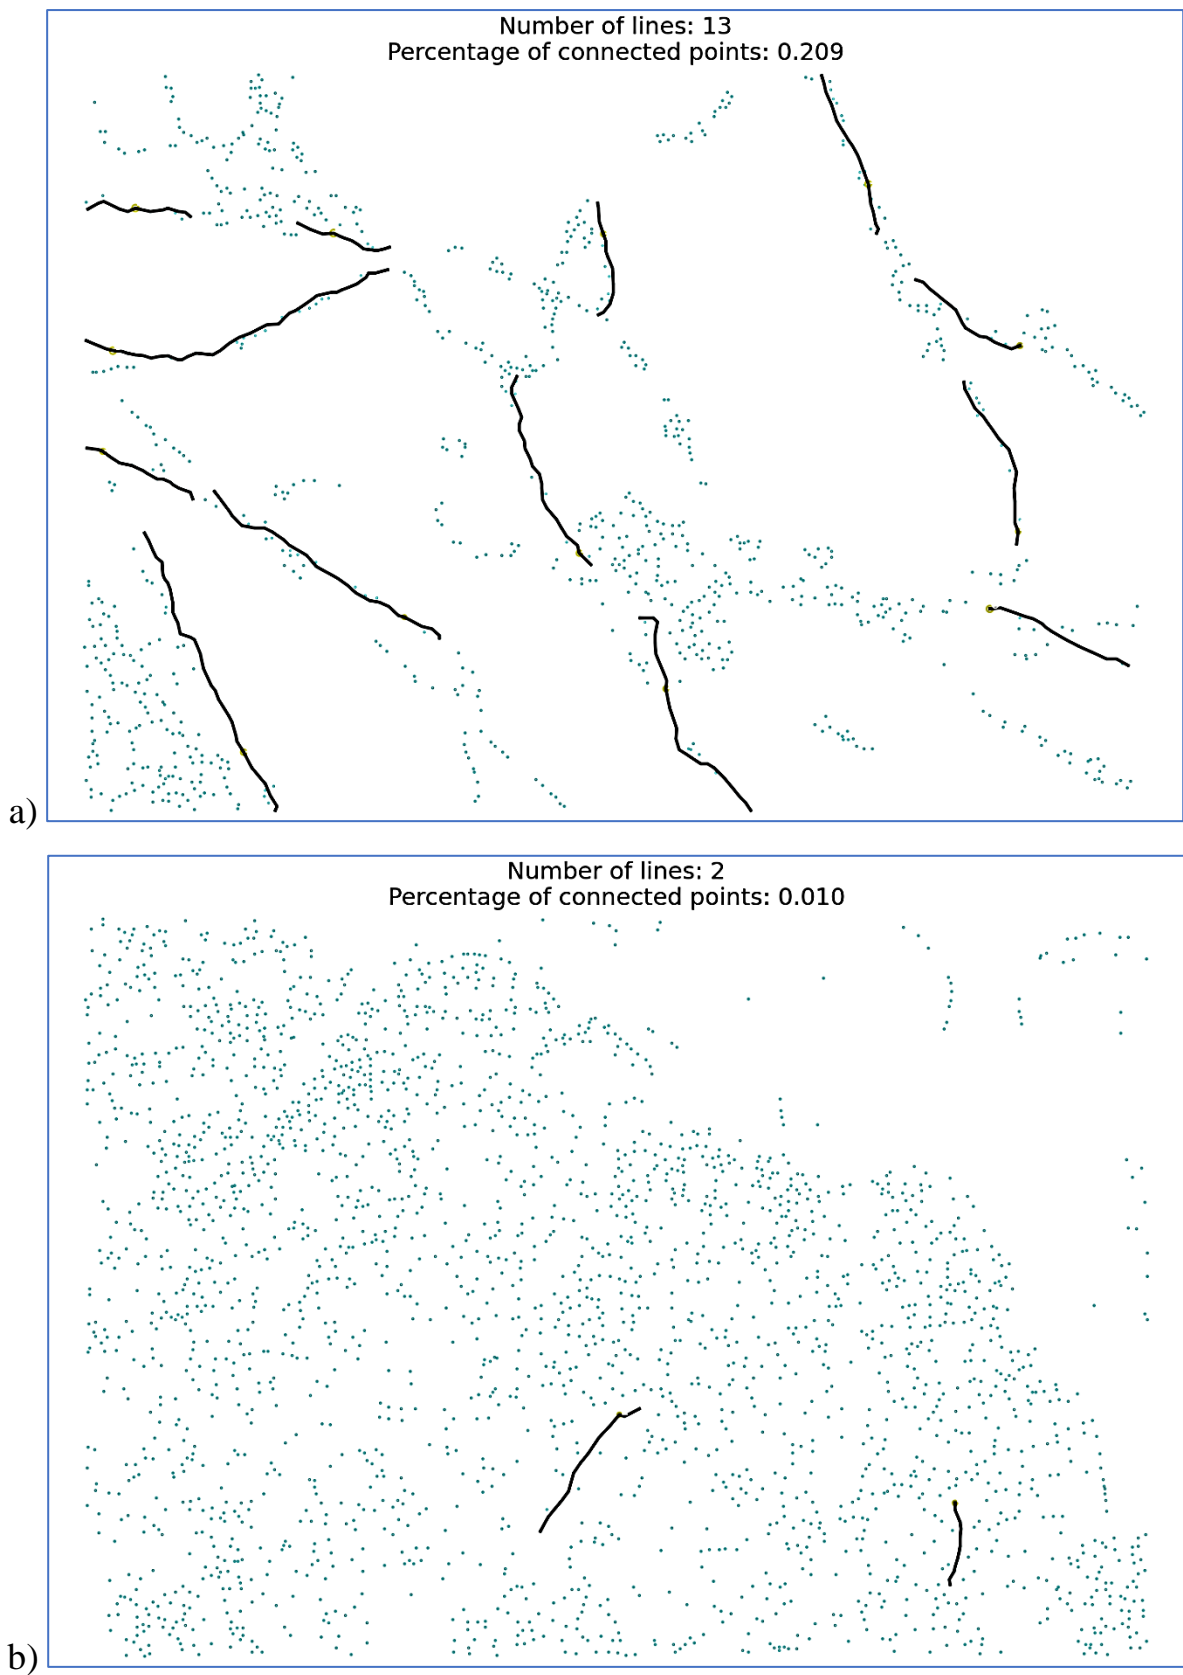 Number of lines: 13
Percentage of connected points: 0.209
a)
Number of lines: 2
Percentage of connected points: 0.010
b)